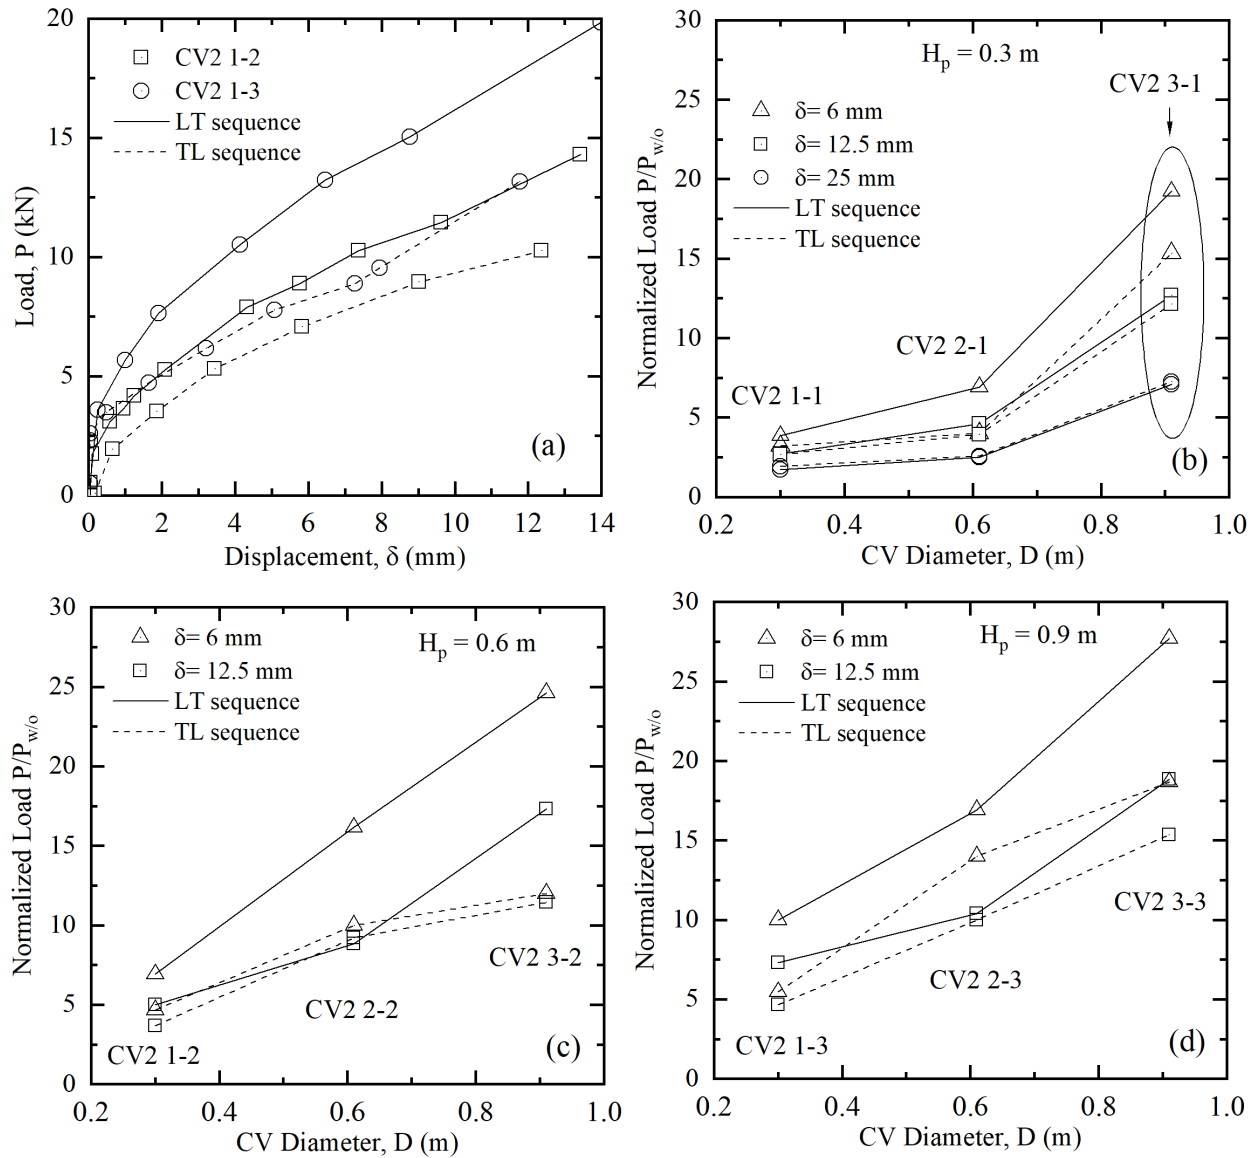 20
15
10
5
0
Load, P (kN)
CV2 1-2
CV2 1-3
LT sequence
TL sequence
(a)
0 2 4 6 8 10 12 14
Displacement, δ (mm)
30
25
20
15
10
5
0
Normalized Load P/Pw/o
Hp = 0.3 m
CV2 3-1
δ= 6 mm
δ= 12.5 mm
δ= 25 mm
LT sequence
TL sequence
CV2 2-1
CV2 1-1
(b)
0.2 0.4 0.6 0.8 1.0
CV Diameter, D (m)
30
25
20
15
10
5
0
Normalized Load P/Pw/o
δ= 6 mm
δ= 12.5 mm
LT sequence
TL sequence
Hp = 0.6 m
CV2 3-2
CV2 2-2
CV2 1-2
(c)
0.2 0.4 0.6 0.8 1.0
CV Diameter, D (m)
30
25
20
15
10
5
0
Normalized Load P/Pw/o
δ= 6 mm
δ= 12.5 mm
LT sequence
TL sequence
Hp = 0.9 m
CV2 3-3
CV2 2-3
CV2 1-3
(d)
0.2 0.4 0.6 0.8 1.0
CV Diameter, D (m)